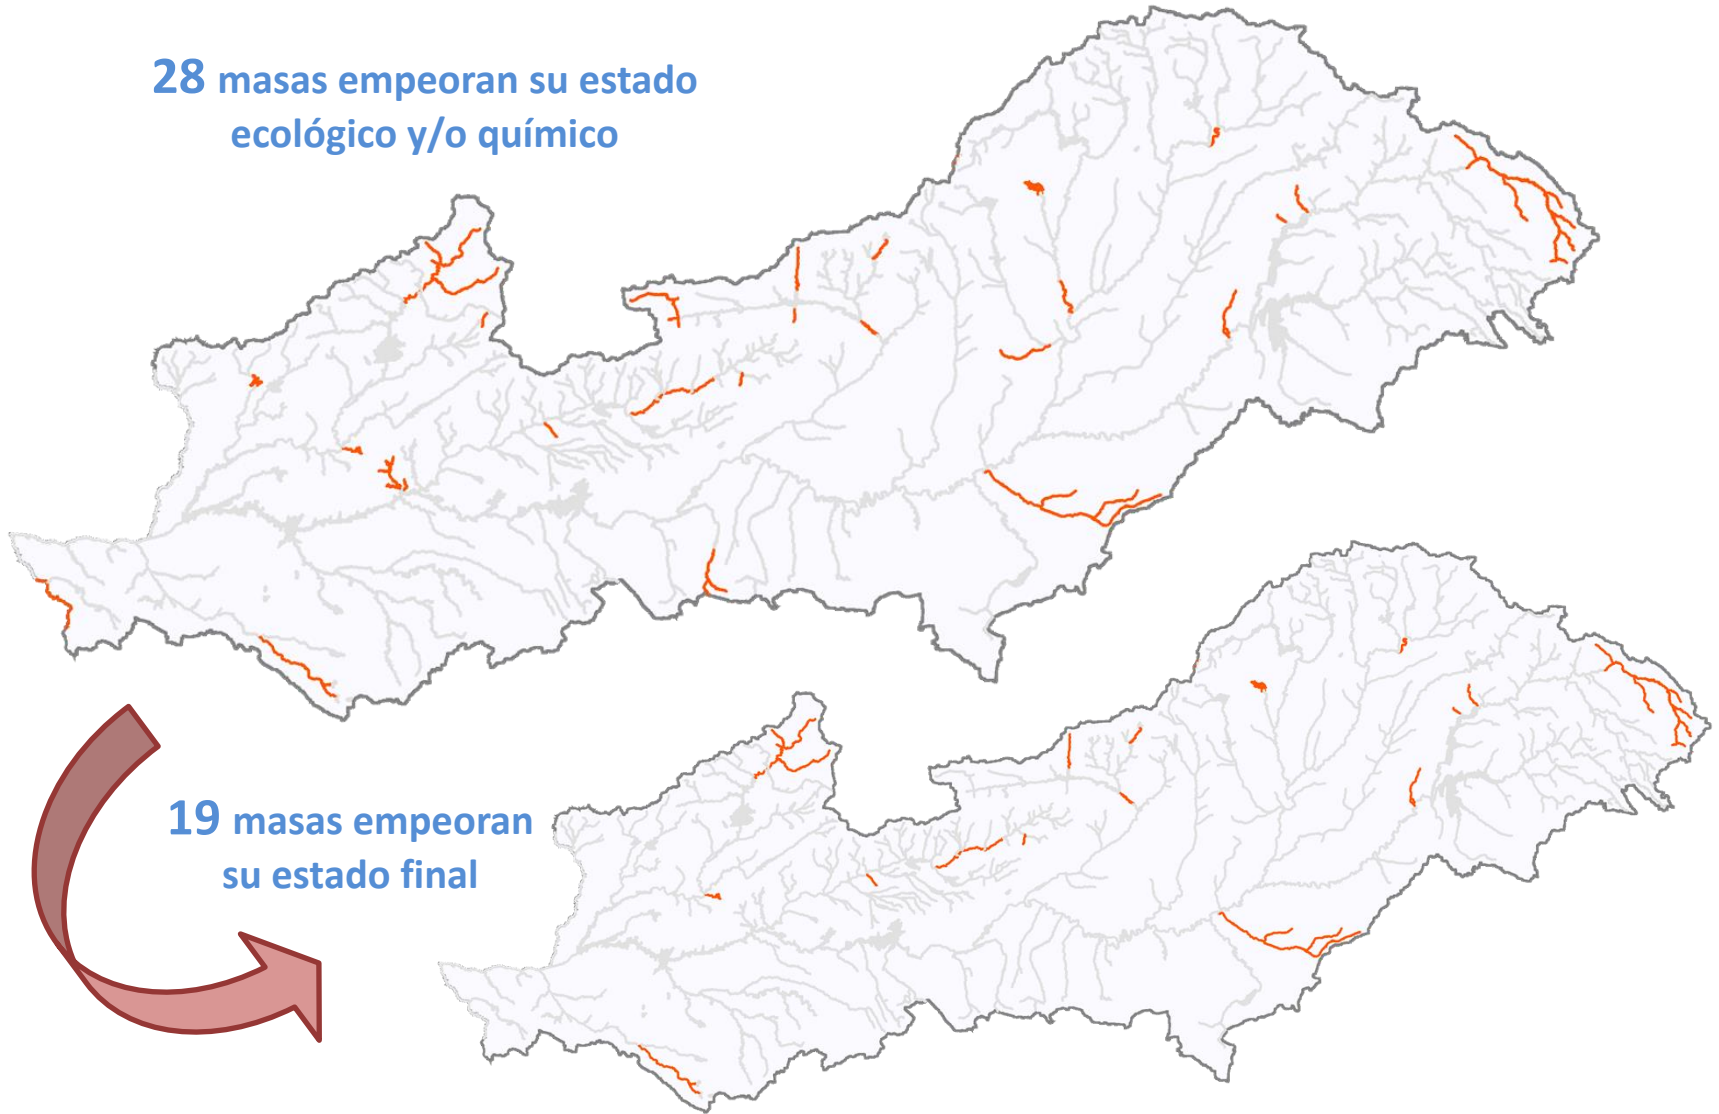 28 masas empeoran su estado
ecológico y/o químico
19 masas empeoran
su estado final